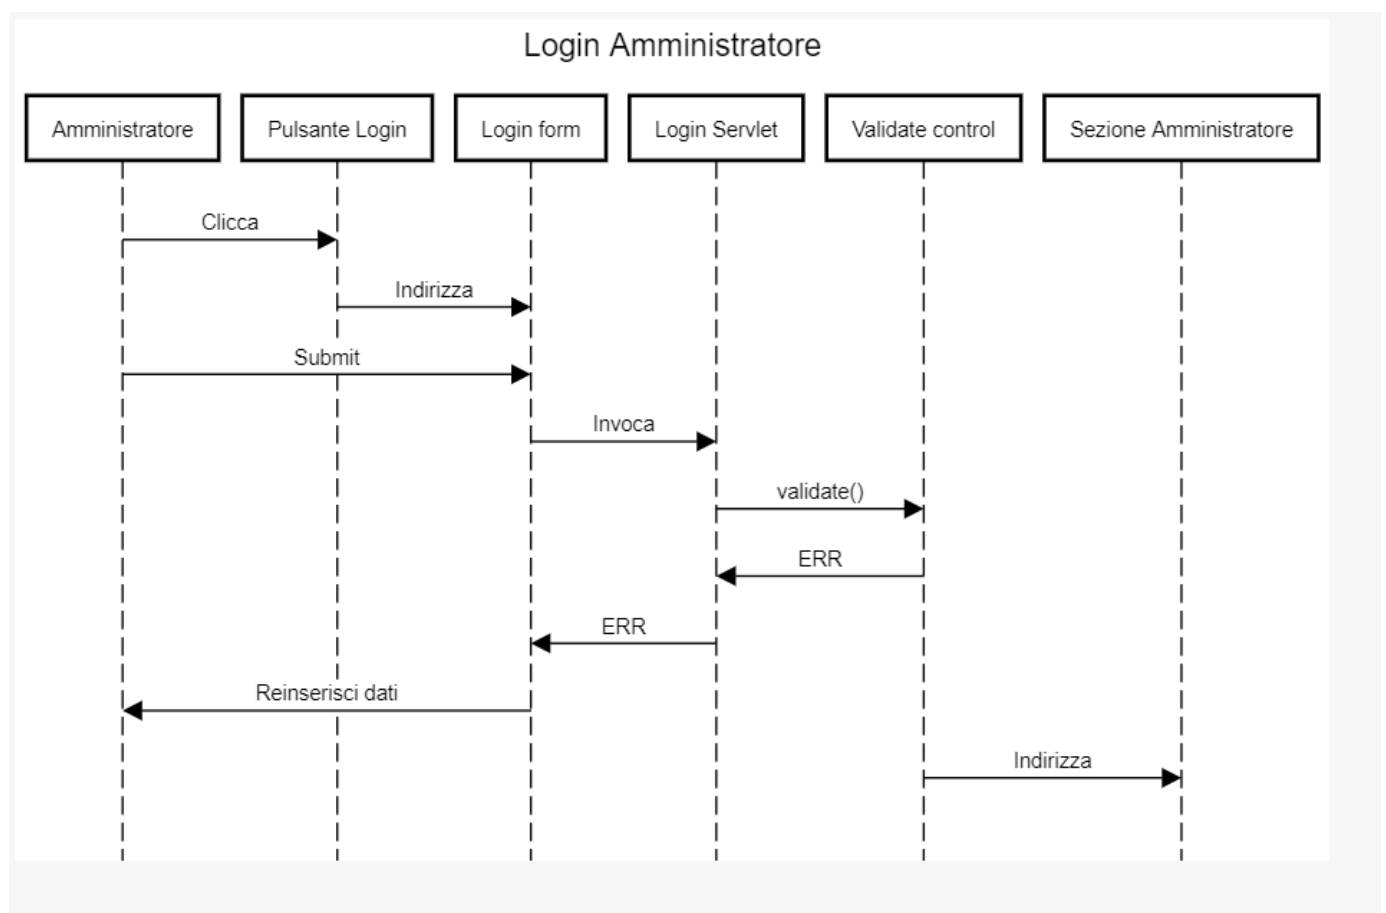 Login Amministratore
Amministratore
Pulsante Login
Login form
Login Servlet
Validate control
Sezione Amministratore
Clicca
Indirizza
Submit
Invoca
validate()
ERR
ERR
Reinserisci dati
Indirizza